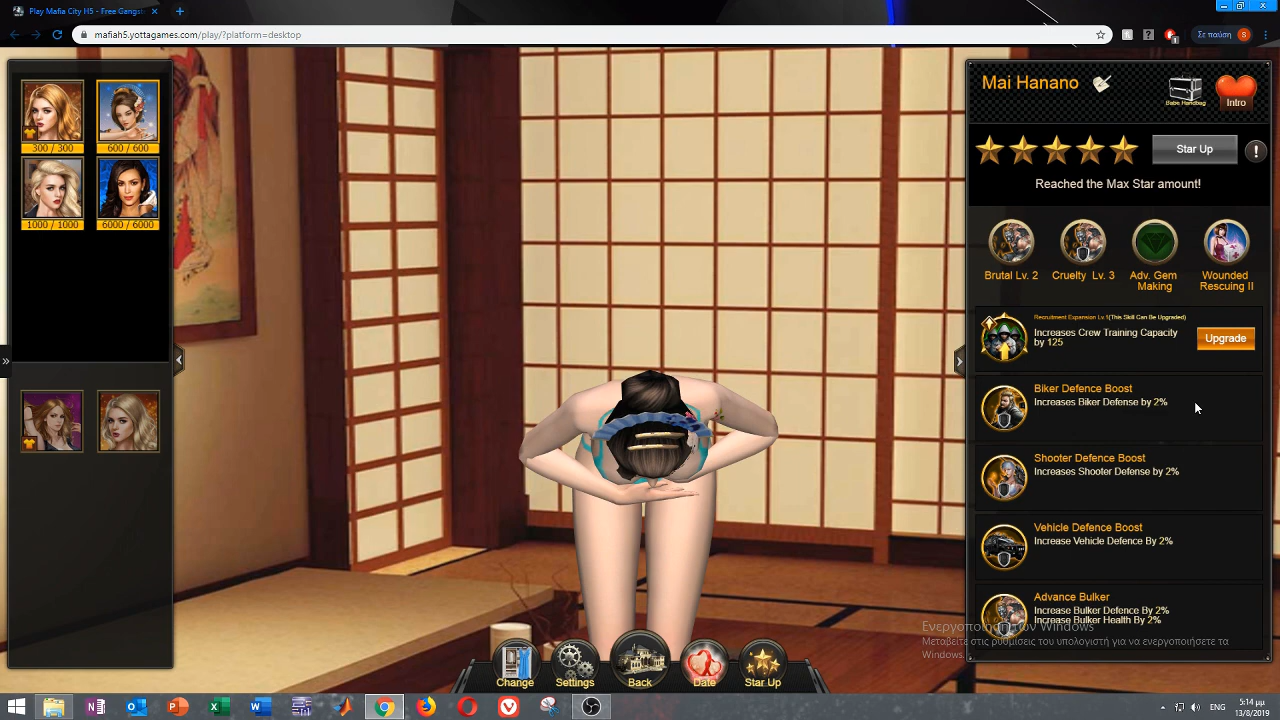 Play Mafia City H5 - Free Gangst
mafiah5.yottagames.com/play/?platform=desktop
Σε παύση
S
300 / 300
600 / 600
1000 / 1000
6000 / 6000
Mai Hanano
Babe Handbag
Intro
Star Up
!
Reached the Max Star amount!
Brutal Lv. 2
Cruelty Lv. 3
Adv. Gem
Making
Wounded
Rescuing II
Recruitment Expansion Lv.1(This Skill Can Be Upgraded)
Increases Crew Training Capacity
by 125
Upgrade
Biker Defence Boost
Increases Biker Defense by 2%
Shooter Defence Boost
Increases Shooter Defense by 2%
Vehicle Defence Boost
Increase Vehicle Defence By 2%
Advance Bulker
Increase Bulker Defence By 2%
Increase Bulker Health By 2%
Ενεργοποίηση των Windows
Μεταβείτε στις ρυθμίσεις του υπολογιστή για να ενεργοποιήσετε τα
Windows.
Change
Settings
Back
Date
Star Up
ENG
5:14 μμ
13/8/2019